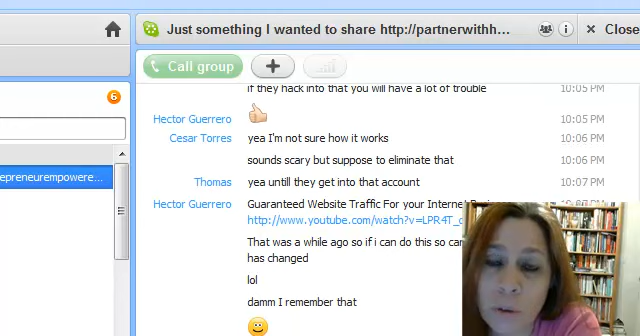 Just something I wanted to share http://partnerwithh...
Close
Call group
if they hack into that you will have a lot of trouble 10:05 PM
6
Hector Guerrero 10:05 PM
Cesar Torres yea I'm not sure how it works 10:06 PM
sounds scary but suppose to eliminate that 10:06 PM
epreneurempowere...
Thomas yea untill they get into that account 10:07 PM
Hector Guerrero Guaranteed Website Traffic For your Internet
http://www.youtube.com/watch?v=LPR4T_
That was a while ago so if i can do this so
has changed
lol
damm I remember that